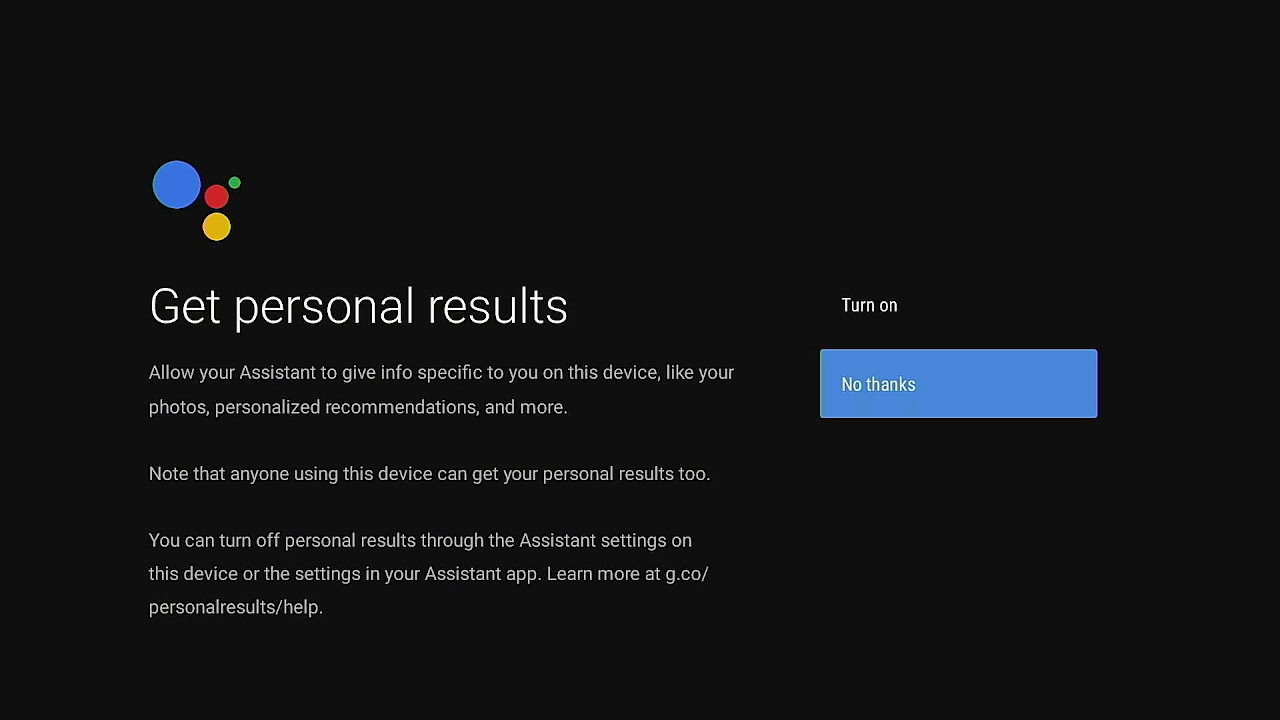 Get personal results
Allow your Assistant to give info specific to you on this device, like your
photos, personalized recommendations, and more.
Note that anyone using this device can get your personal results too.
You can turn off personal results through the Assistant settings on
this device or the settings in your Assistant app. Learn more at g.co/
personalresults/help.
Turn on
No thanks